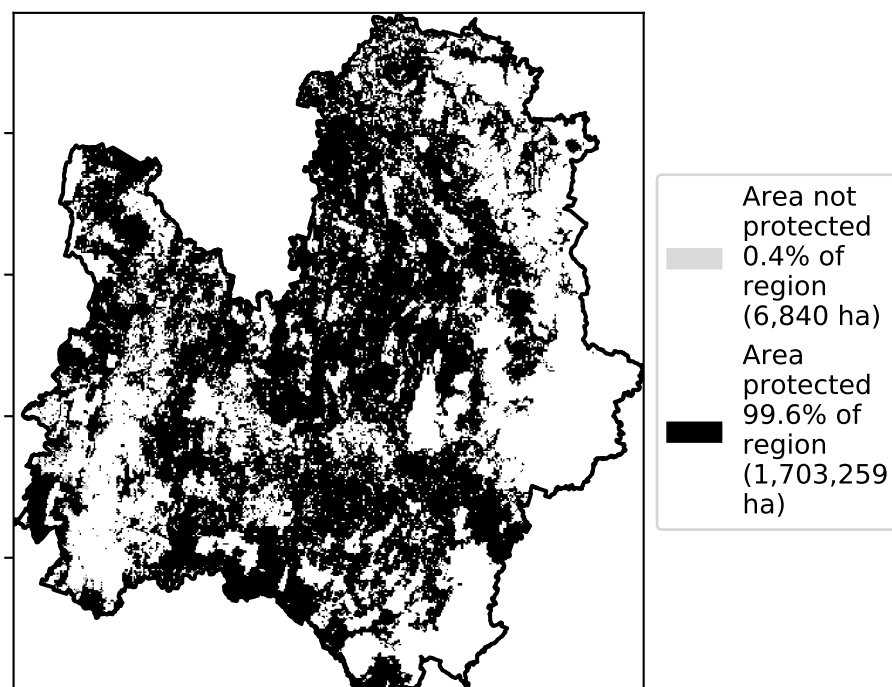 Area not
protected
0.4% of
region
(6,840 ha)
Area
protected
99.6% of
region
(1,703,259
ha)